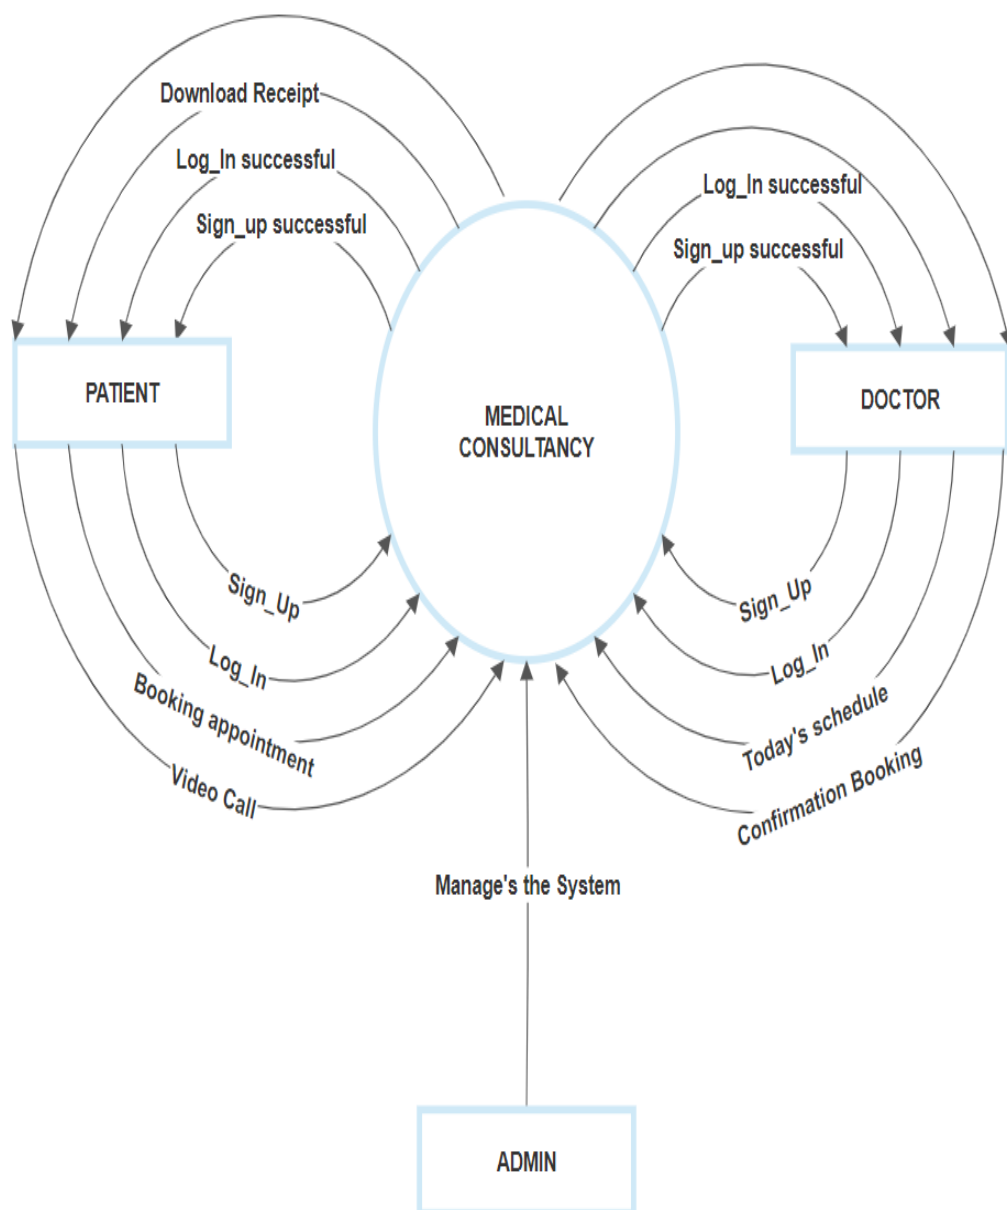 Download Receipt
Log_In successful
Sign_up successful
Log_In successful
Sign_up successful
PATIENT
MEDICAL
CONSULTANCY
DOCTOR
Sign_Up
Log_In
Booking appointment
Video Call
Sign_Up
Log_In
Today's schedule
Confirmation Booking
Manage's the System
ADMIN